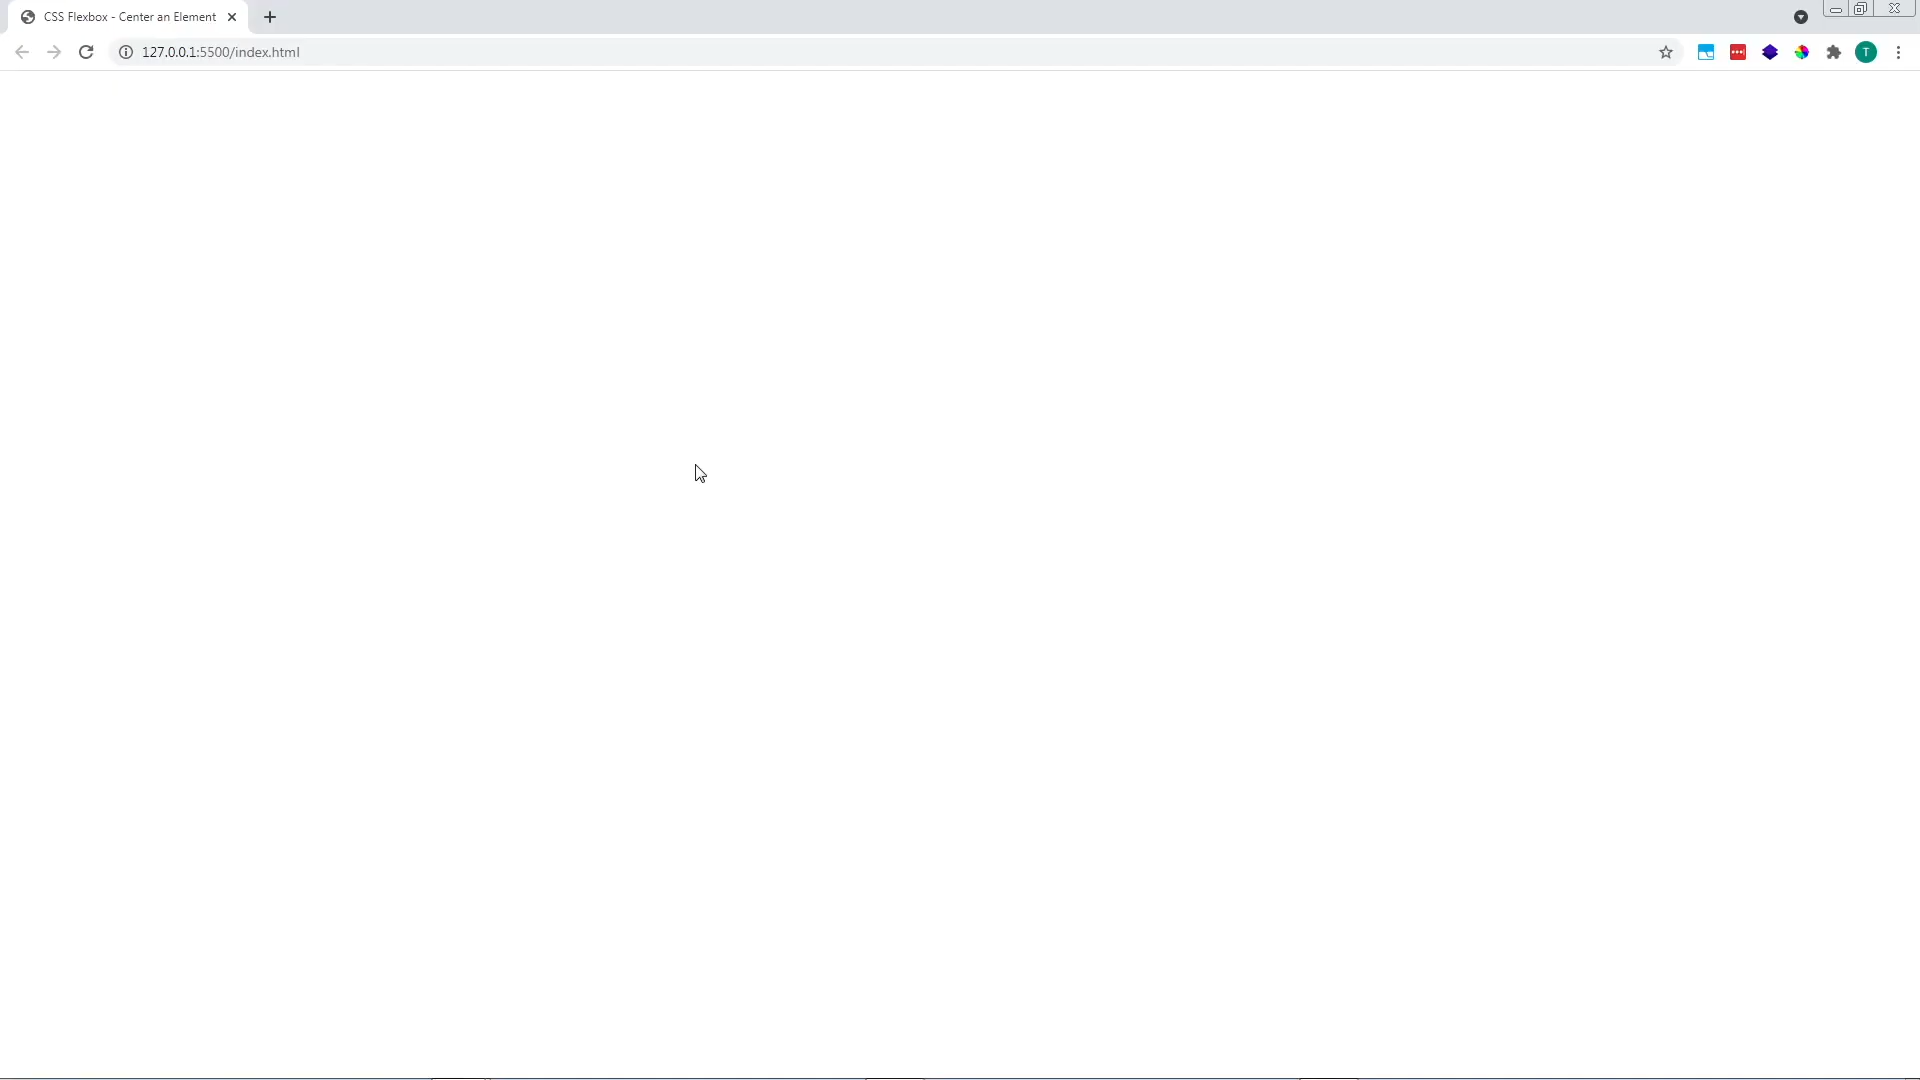 CSS Flexbox - Center an Element
127.0.0.1:5500/index.html
T